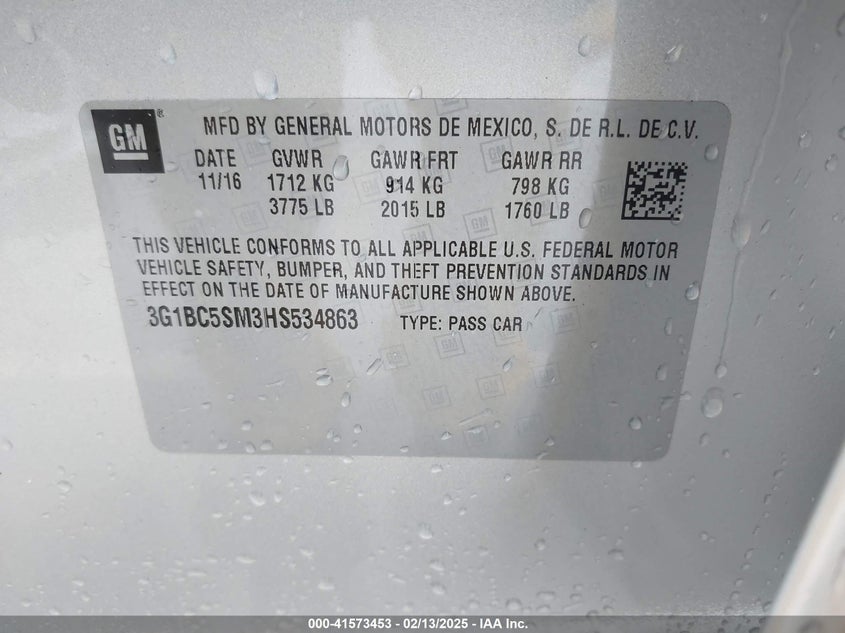 GM ® MFD BY GENERAL MOTORS DE MEXICO, S. DE R.L. DE C.V.
DATE GVWR GAWR FRT GAWR RR
11/16 1712 KG 914 KG 798 KG
3775 LB 2015 LB 1760 LB
THIS VEHICLE CONFORMS TO ALL APPLICABLE U.S. FEDERAL MOTOR
VEHICLE SAFETY, BUMPER, AND THEFT PREVENTION STANDARDS IN
EFFECT ON THE DATE OF MANUFACTURE SHOWN ABOVE.
3G1BC5SM3HS534863 TYPE: PASS CAR
000-41573453 - 02/13/2025 - IAA Inc.